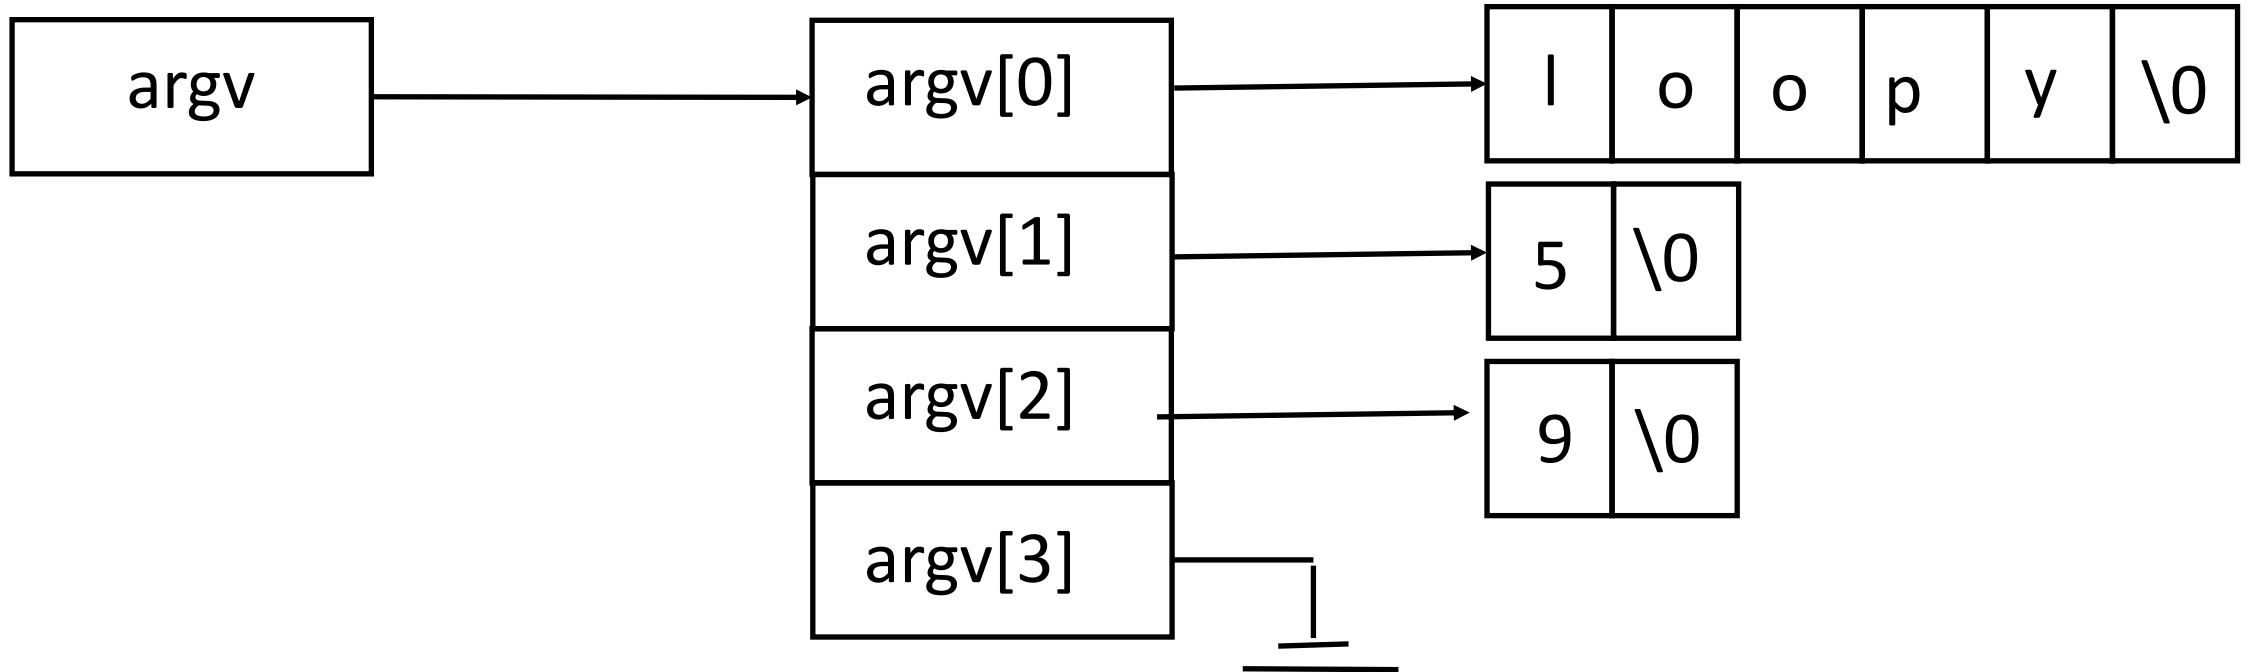 argv
argv[0]
l o o p y \0
argv[1]
5 \0
argv[2]
9 \0
argv[3]